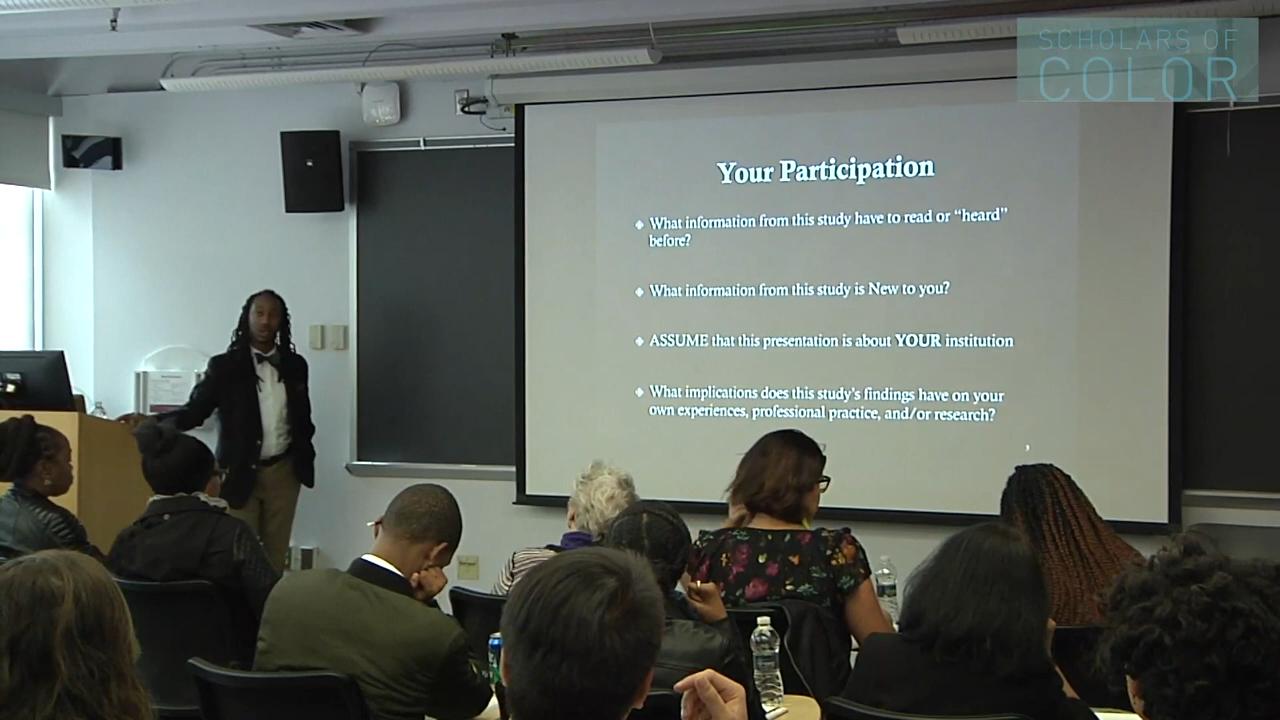 SCHOLARS OF
COLOR
Your Participation
What information from this study have to read or “heard”
before?
What information from this study is New to you?
ASSUME that this presentation is about YOUR institution
What implications does this study’s findings have on your
own experiences, professional practice, and/or research?